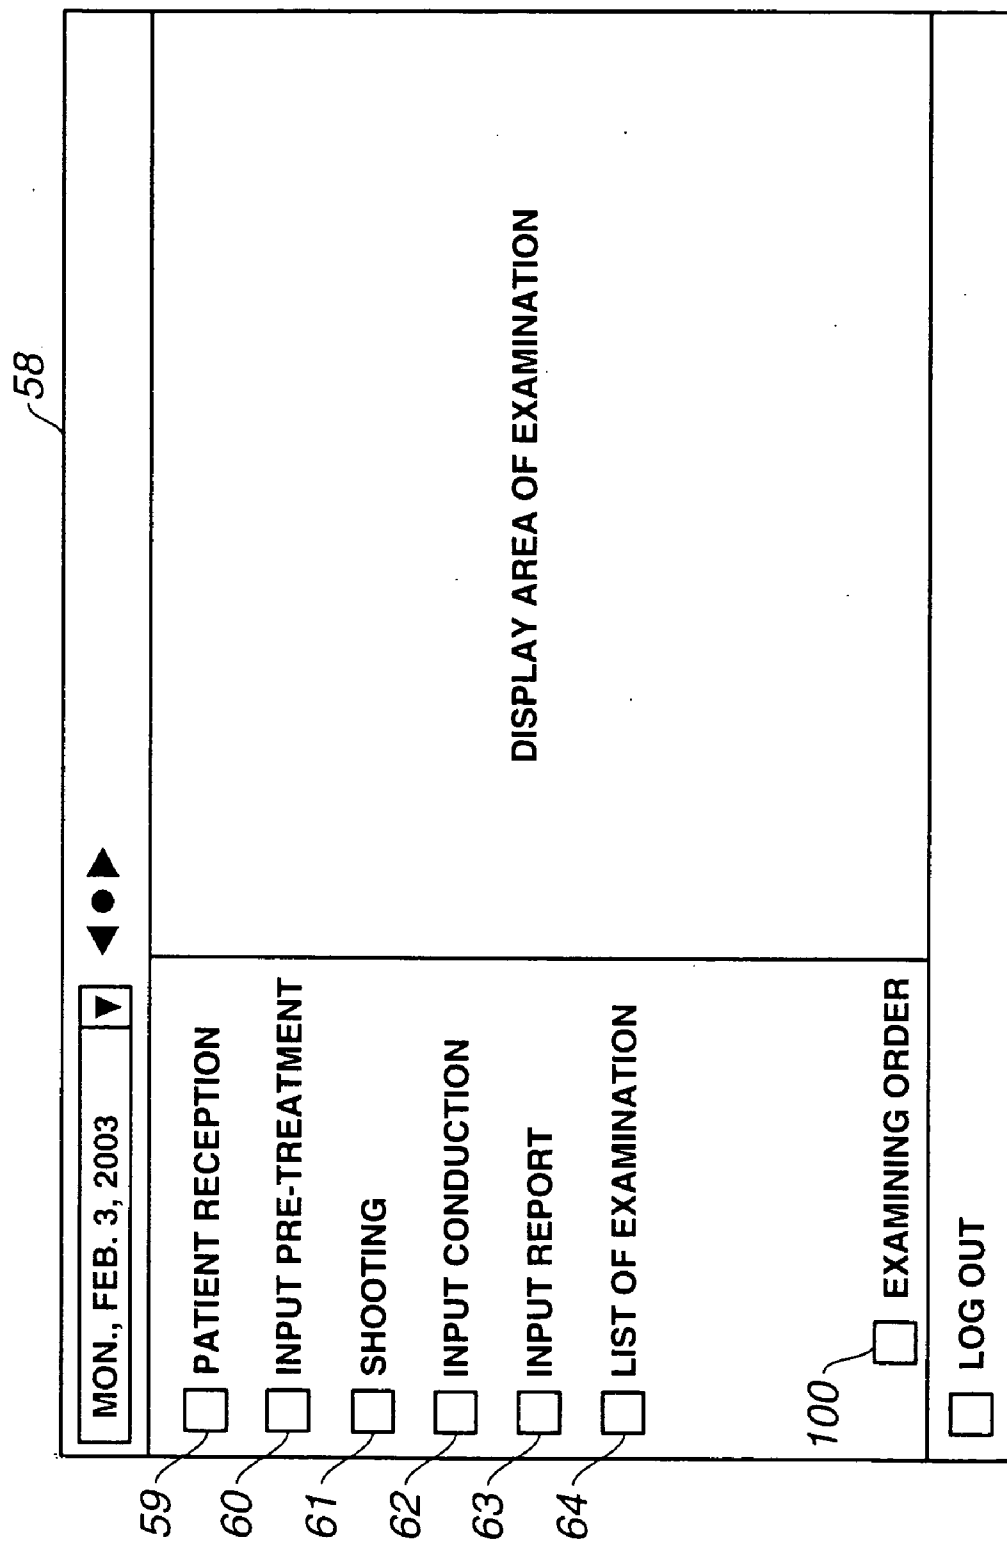 58
MON., FEB. 3, 2003 ▼ ◀●▶
59 PATIENT RECEPTION
60 INPUT PRE-TREATMENT
61 SHOOTING
62 INPUT CONDUCTION
63 INPUT REPORT
64 LIST OF EXAMINATION
DISPLAY AREA OF EXAMINATION
100 EXAMINING ORDER
LOG OUT